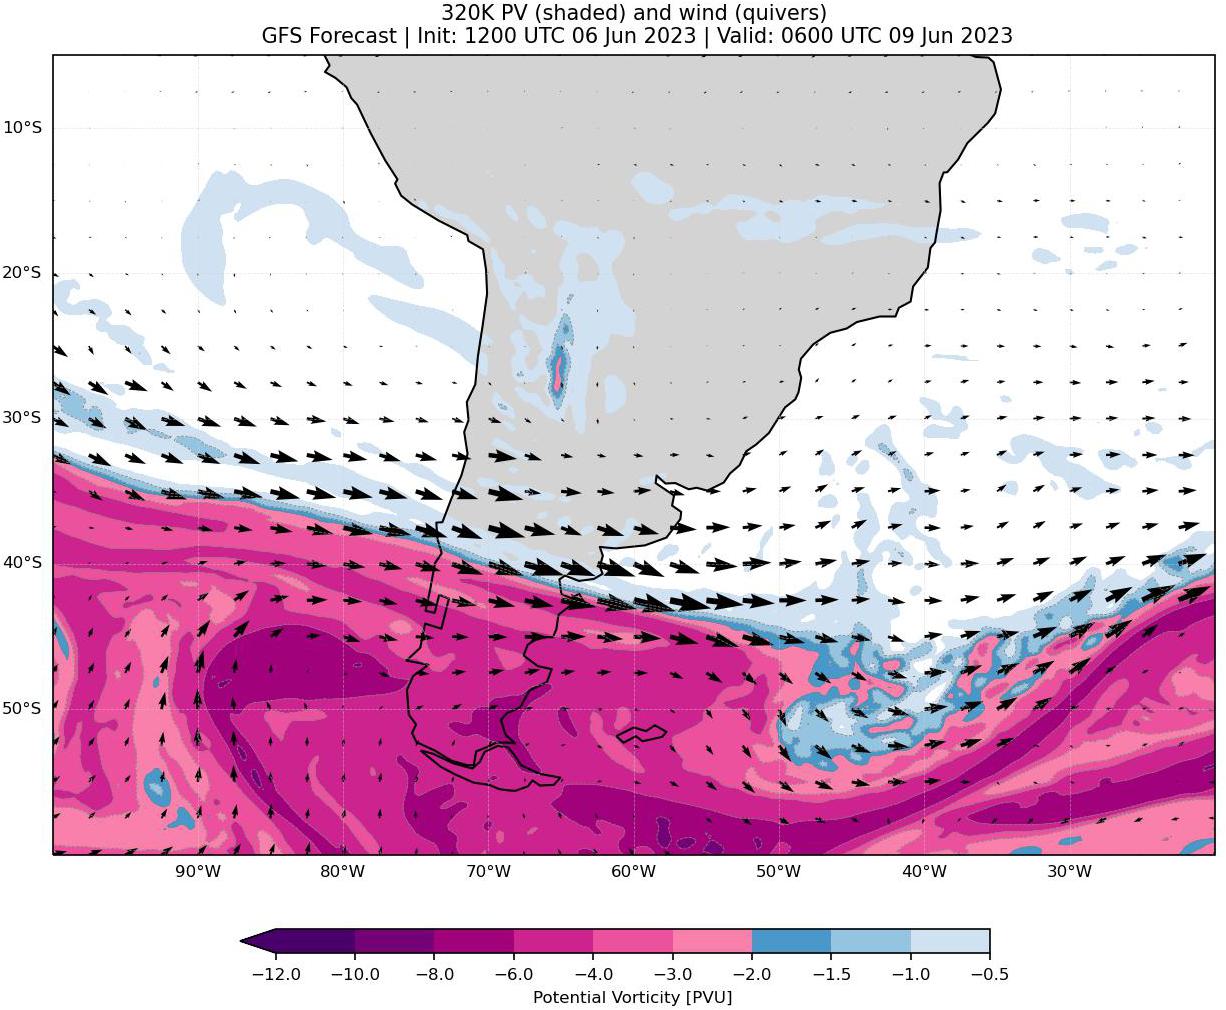 320K PV (shaded) and wind (quivers)
GFS Forecast | Init: 1200 UTC 06 Jun 2023 | Valid: 0600 UTC 09 Jun 2023
10°S
20°S
30°S
40°S
50°S
90°W 80°W 70°W 60°W 50°W 40°W 30°W
−12.0 −10.0 −8.0 −6.0 −4.0 −3.0 −2.0 −1.5 −1.0 −0.5
Potential Vorticity [PVU]